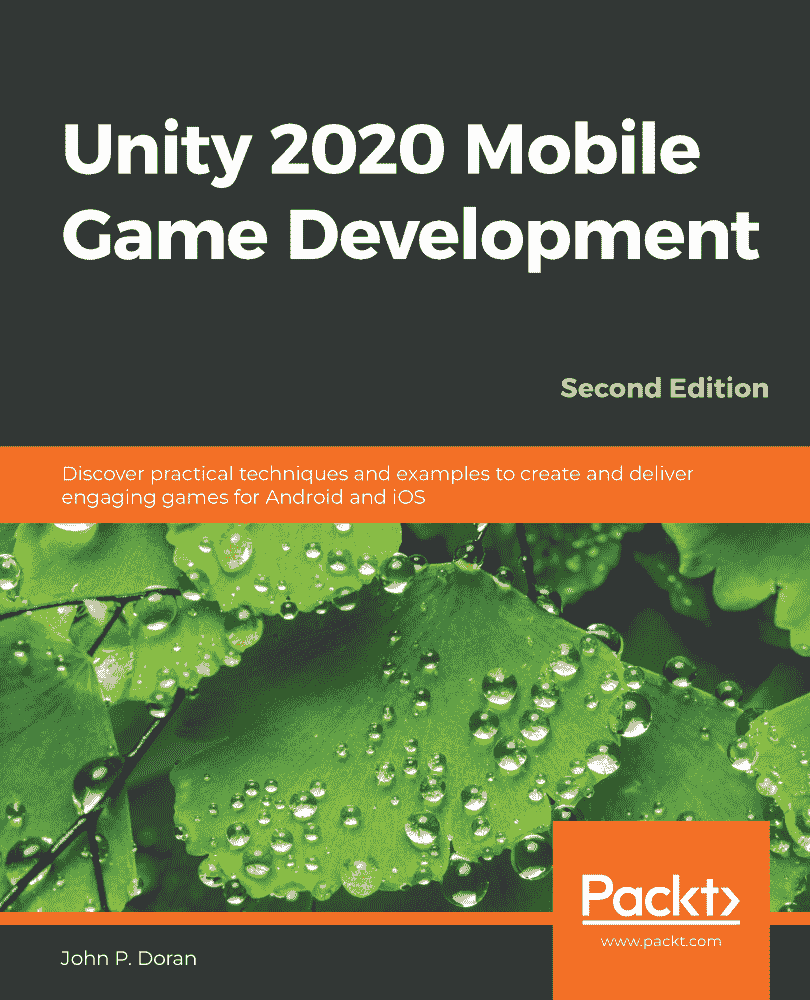 Unity 2020 Mobile
Game Development
Second Edition
Discover practical techniques and examples to create and deliver
engaging games for Android and iOS
Packt>
www.packt.com
John P. Doran